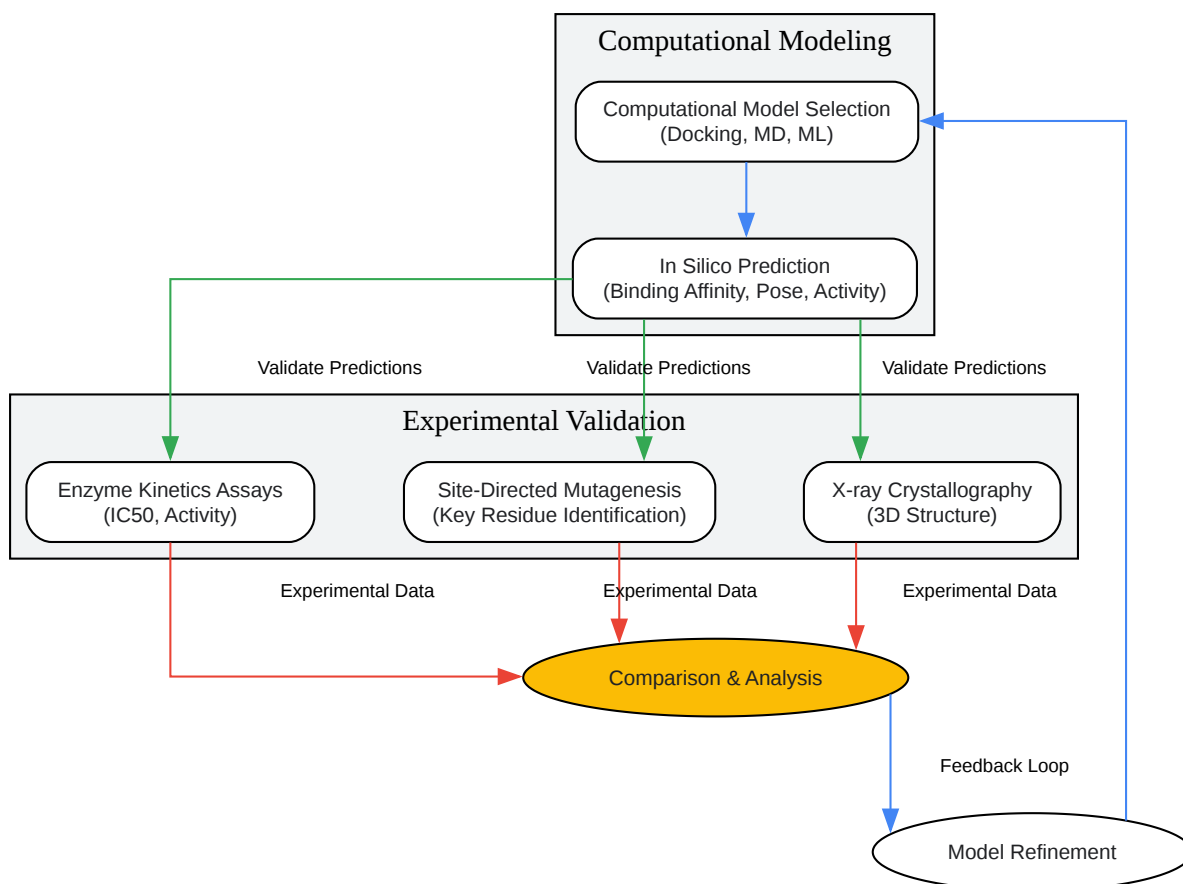 Computational Modeling
Computational Model Selection
(Docking, MD, ML)
In Silico Prediction
(Binding Affinity, Pose, Activity)
Validate Predictions
Validate Predictions
Validate Predictions
Experimental Validation
Enzyme Kinetics Assays
(IC50, Activity)
Site-Directed Mutagenesis
(Key Residue Identification)
X-ray Crystallography
(3D Structure)
Experimental Data
Experimental Data
Experimental Data
Comparison & Analysis
Feedback Loop
Model Refinement